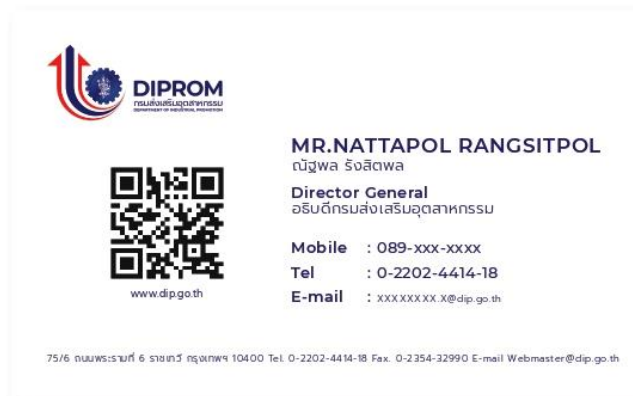 DIPROM
กรมส่งเสริมอุตสาหกรรม
DEPARTMENT OF INDUSTRIAL PROMOTION
MR.NATTAPOL RANGSITPOL
ณัฐพล รังสิตพล
Director General
อธิบดีกรมส่งเสริมอุตสาหกรรม
Mobile : 089-xxx-xxxx
Tel : 0-2202-4414-18
E-mail : xxxxxxxx.x@dip.go.th
www.dip.go.th
75/6 ถนนพระรามที่ 6 ราชเทวี กรุงเทพฯ 10400 Tel. 0-2202-4414-18 Fax. 0-2354-32990 E-mail Webmaster@dip.go.th